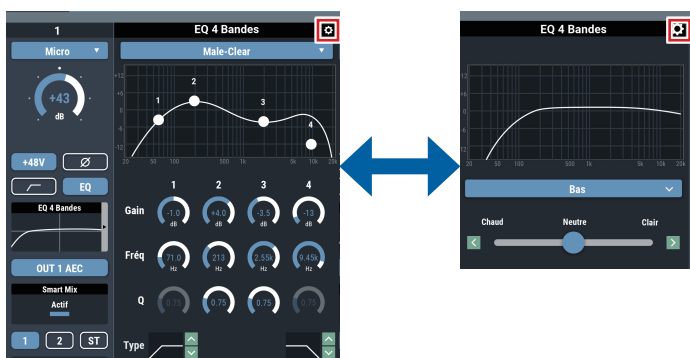 1
Micro
+43
dB
+48V
Ø
EQ
EQ 4 Bandes
OUT 1 AEC
Smart Mix
Actif
1 2 ST
EQ 4 Bandes
Male-Clear
+12
+6
0
-6
-12
1
2
3
4
20 50 100 500 1k 5k 10k 20k
1 2 3 4
Gain
-1.0 dB
+4.0 dB
-3.5 dB
-13 dB
Fréq
71.0 Hz
213 Hz
2.55k Hz
9.45k Hz
Q
0.75 0.75 0.75 0.75
Type
EQ 4 Bandes
+12
+6
0
-6
-12
20 50 100 500 1k 5k 10k 20k
Bas
Chaud Neutre Clair